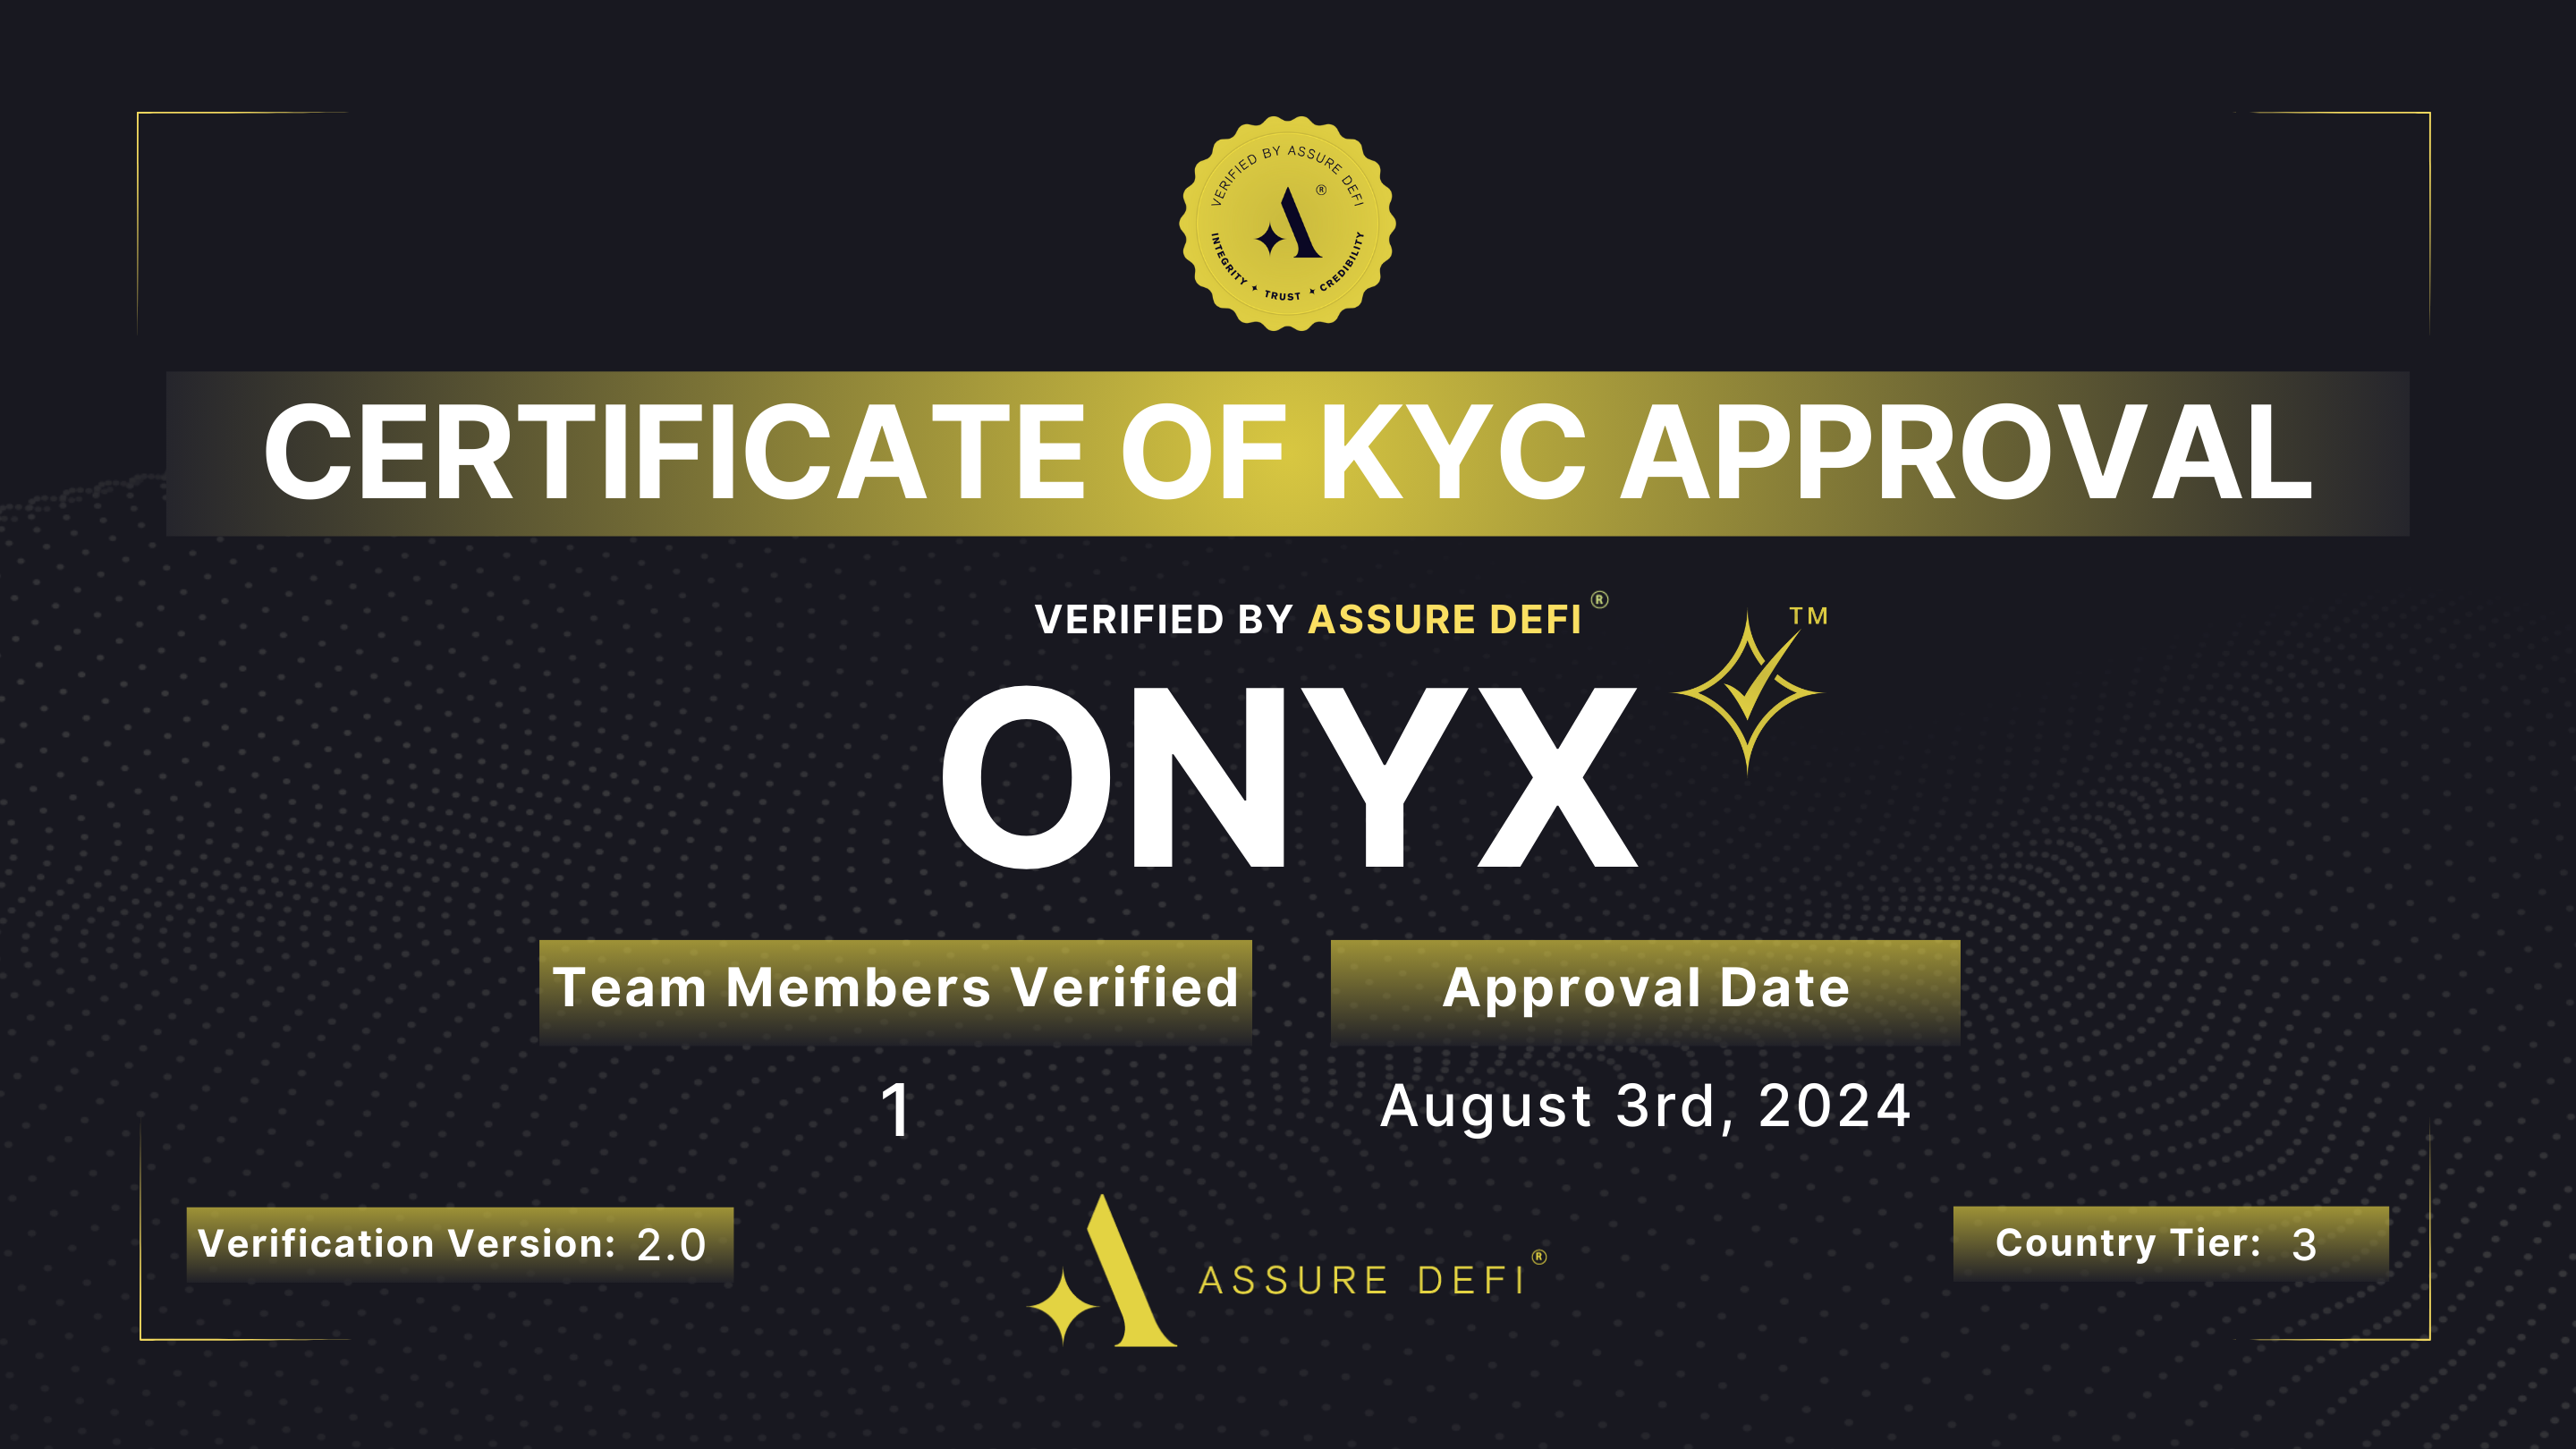 VERIFIED BY ASSURE DEFI
A ®
INTEGRITY ✦ TRUST ✦ CREDIBILITY
CERTIFICATE OF KYC APPROVAL
VERIFIED BY ASSURE DEFI ®
TM
ONYX
Team Members Verified
1
Approval Date
August 3rd, 2024
Verification Version: 2.0
ASSURE DEFI ®
Country Tier: 3